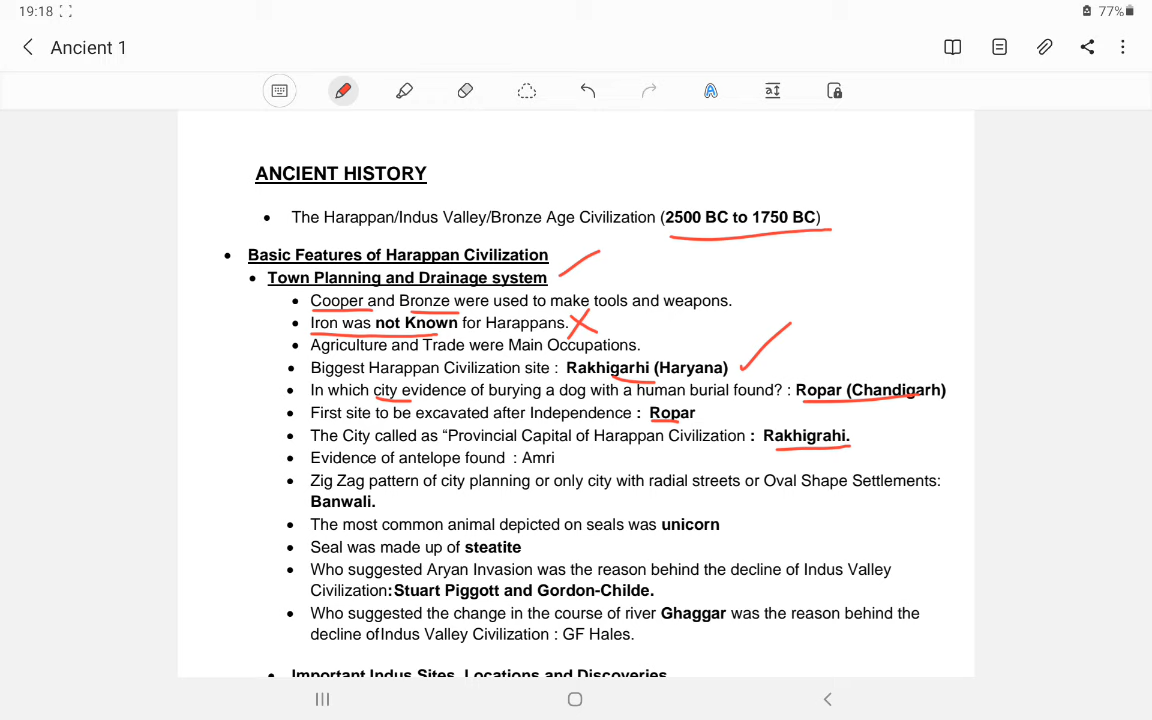 19:18
77%
Ancient 1
ANCIENT HISTORY
• The Harappan/Indus Valley/Bronze Age Civilization (2500 BC to 1750 BC)
• Basic Features of Harappan Civilization
• Town Planning and Drainage system
• Cooper and Bronze were used to make tools and weapons.
• Iron was not Known for Harappans.
• Agriculture and Trade were Main Occupations.
• Biggest Harappan Civilization site : Rakhigarhi (Haryana)
• In which city evidence of burying a dog with a human burial found? : Ropar (Chandigarh)
• First site to be excavated after Independence : Ropar
• The City called as “Provincial Capital of Harappan Civilization : Rakhigrahi.
• Evidence of antelope found : Amri
• Zig Zag pattern of city planning or only city with radial streets or Oval Shape Settlements:
Banwali.
• The most common animal depicted on seals was unicorn
• Seal was made up of steatite
• Who suggested Aryan Invasion was the reason behind the decline of Indus Valley
Civilization:Stuart Piggott and Gordon-Childe.
• Who suggested the change in the course of river Ghaggar was the reason behind the
decline ofIndus Valley Civilization : GF Hales.
• Important Indus Sites, Locations and Discoveries